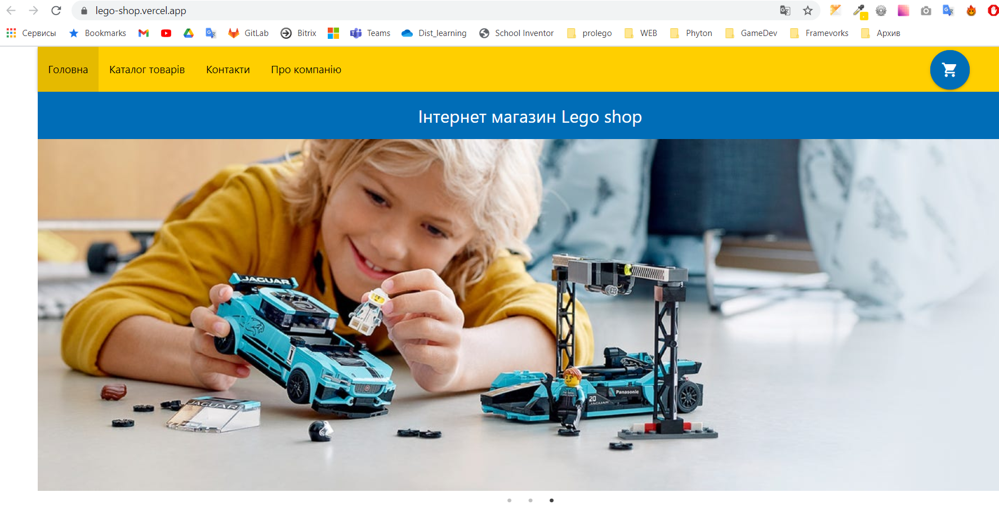 lego-shop.vercel.app
Сервисы Bookmarks GitLab Bitrix Teams Dist_learning School Inventor prolego WEB Phyton GameDev Framevorks Архив
Головна Каталог товарів Контакти Про компанію
Інтернет магазин Lego shop
JAGUAR
1
Panasonic
20
JAGUAR
JAGUAR